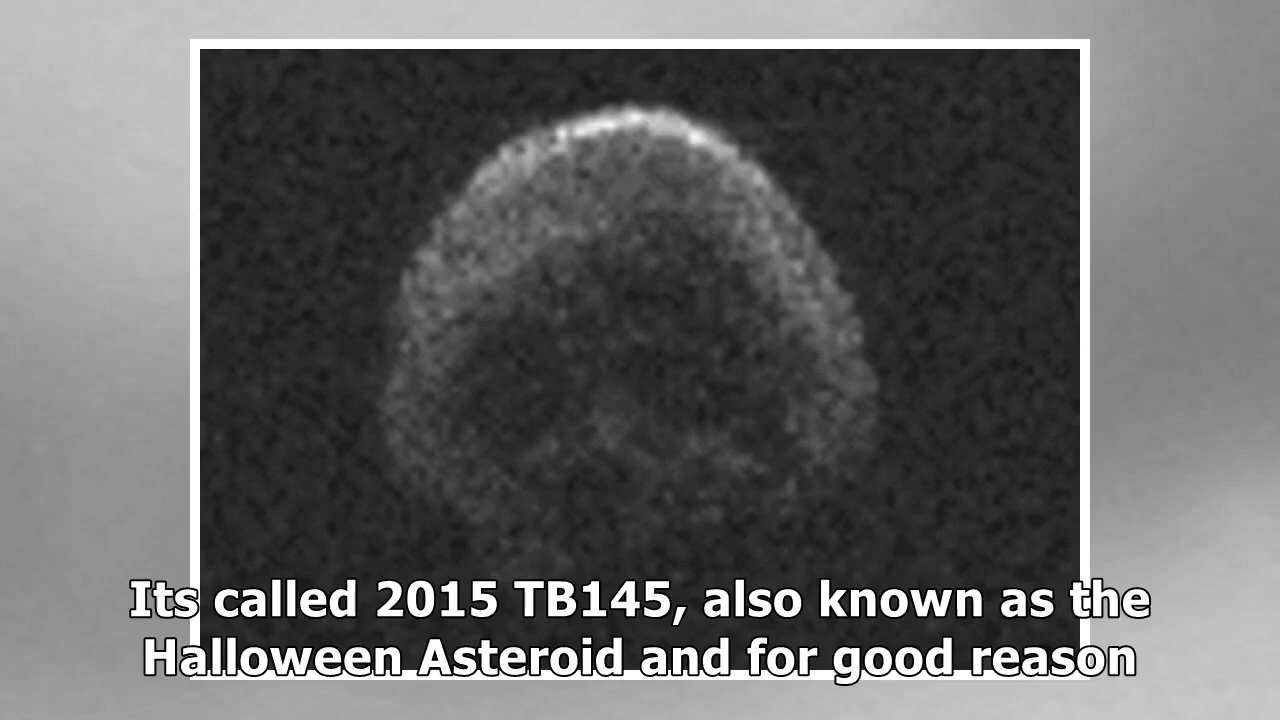 Its called 2015 TB145, also known as the
Halloween Asteroid and for good reason